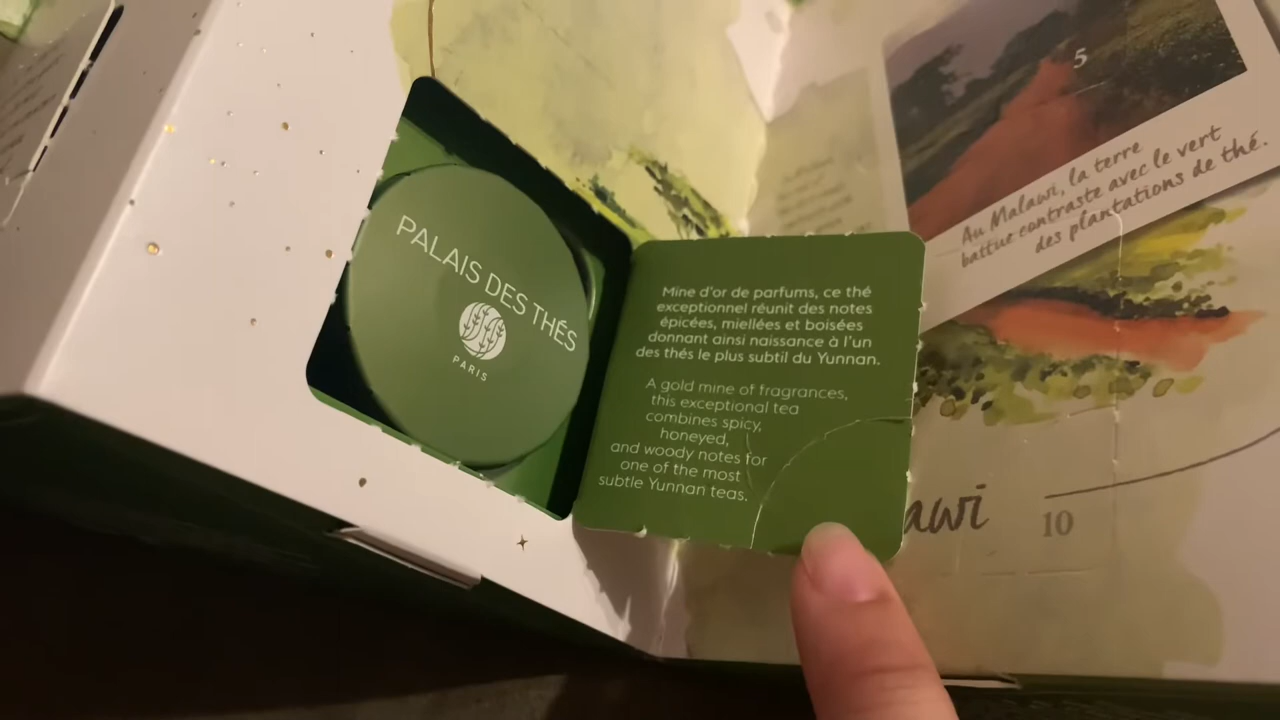 PALAIS DES THÉS
PARIS
Mine d'or de parfums, ce thé
exceptionnel réunit des notes
épicées, miellées et boisées
donnant ainsi naissance à l'un
des thés le plus subtil du Yunnan.
A gold mine of fragrances,
this exceptional tea
combines spicy,
honeyed,
and woody notes for
one of the most
subtle Yunnan teas.
5
Au Malawi, la terre
battue contraste avec le vert
des plantations de thé.
awi
10